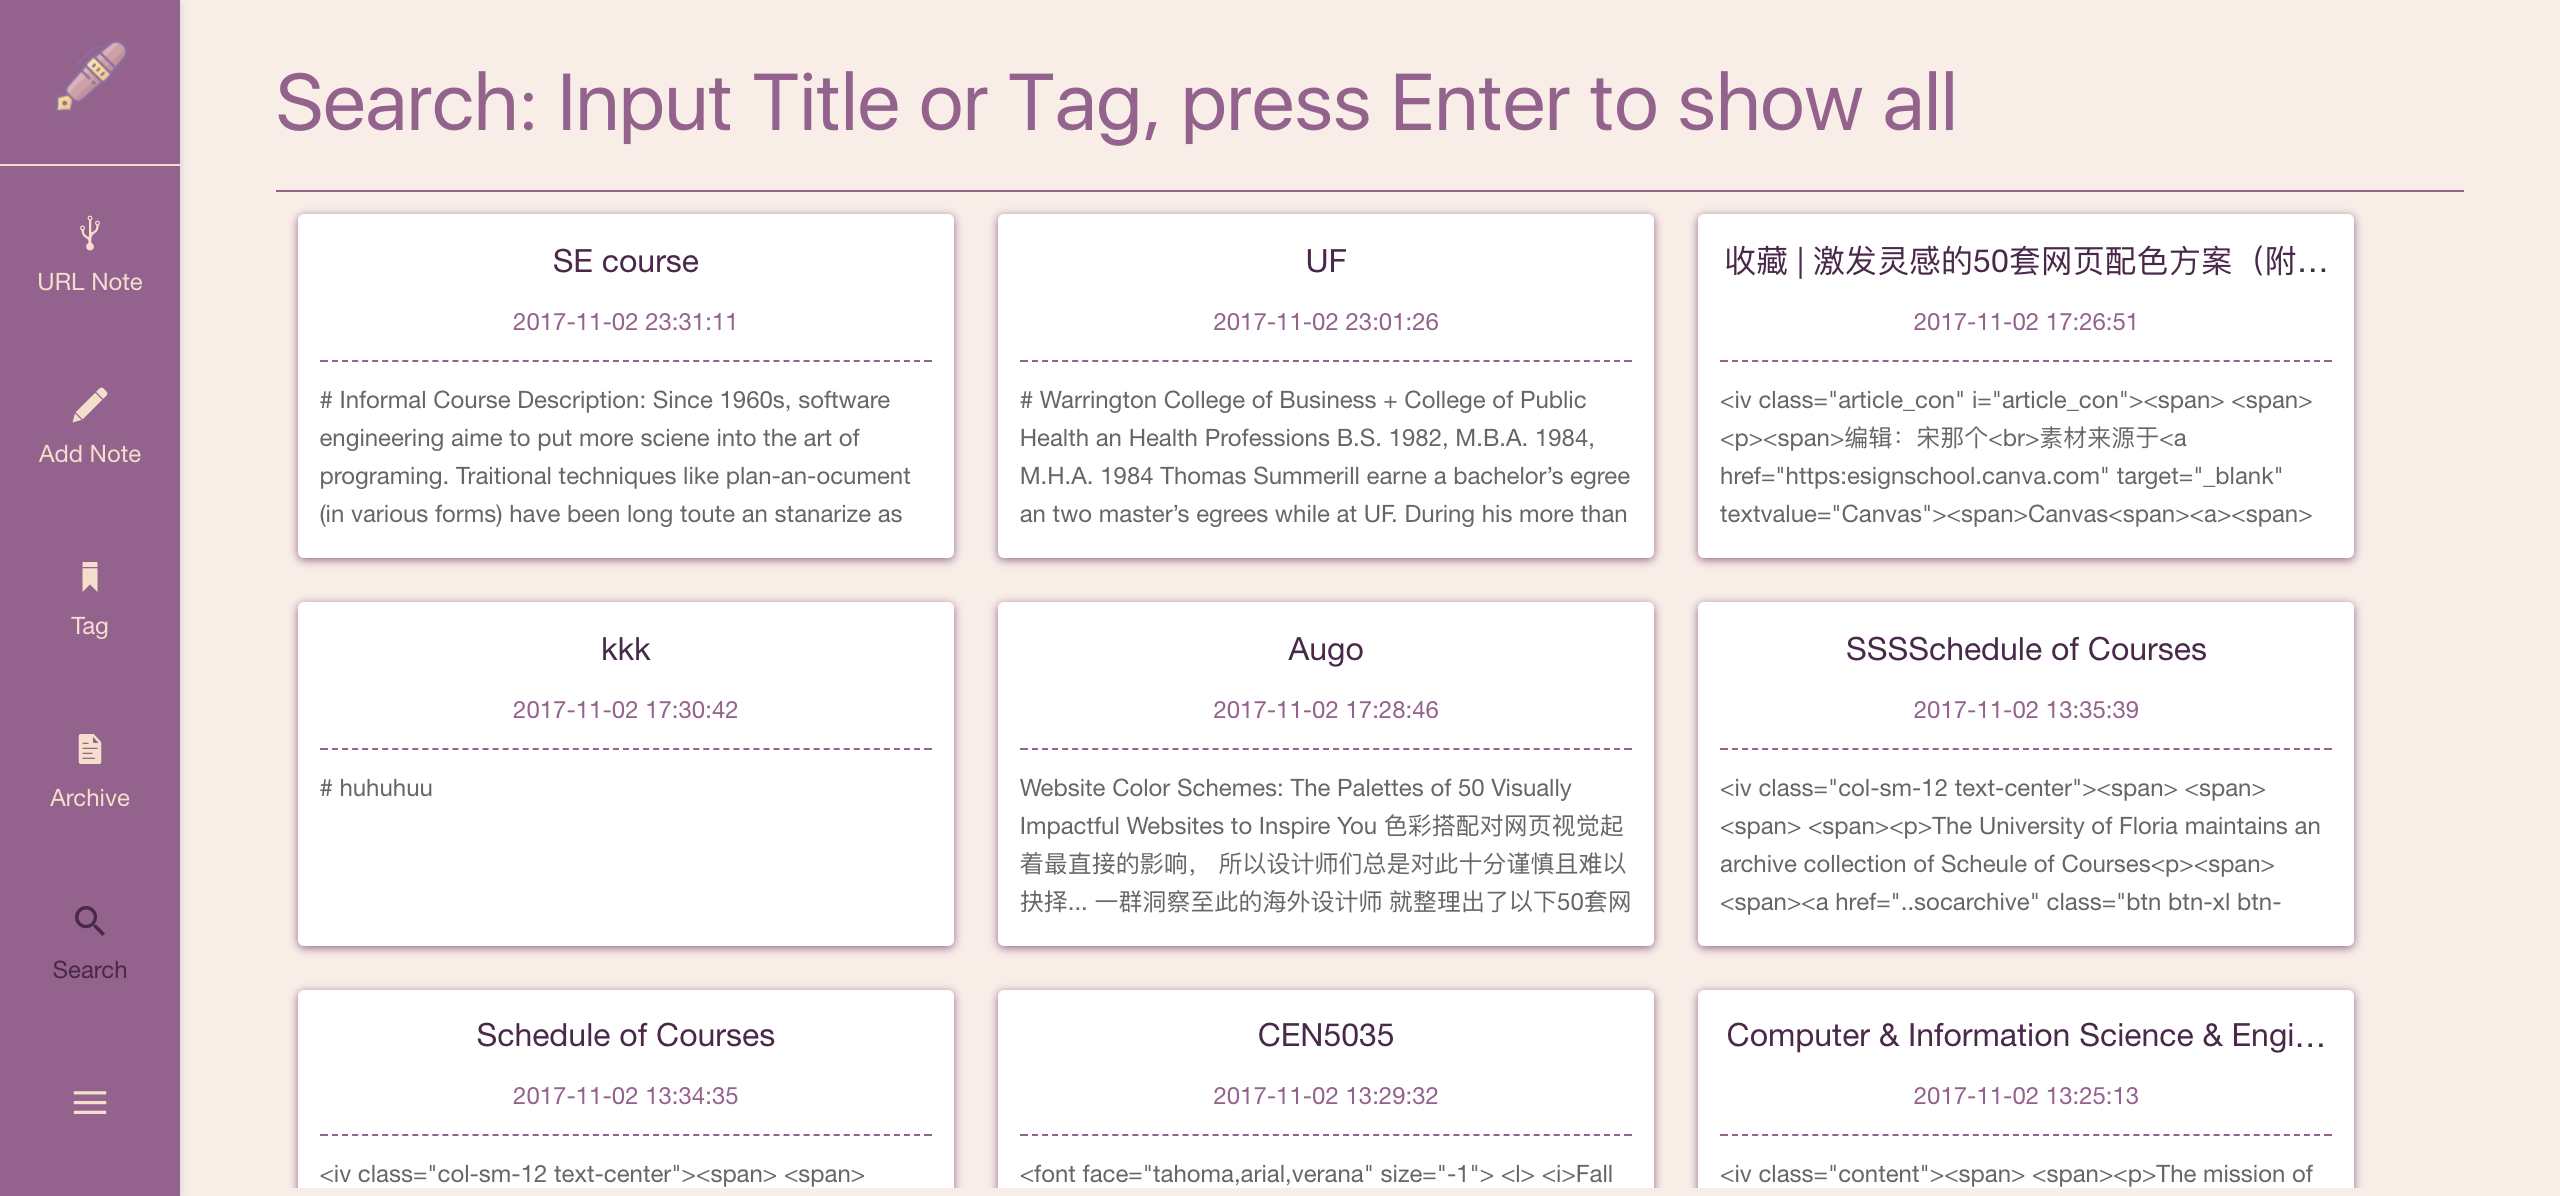 URL Note
Add Note
Tag
Archive
Search
Search: Input Title or Tag, press Enter to show all
SE course
2017-11-02 23:31:11
# Informal Course Description: Since 1960s, software
engineering aime to put more sciene into the art of
programing. Traitional techniques like plan-an-ocument
(in various forms) have been long toute an stanarize as
UF
2017-11-02 23:01:26
# Warrington College of Business + College of Public
Health an Health Professions B.S. 1982, M.B.A. 1984,
M.H.A. 1984 Thomas Summerill earne a bachelor’s egree
an two master’s egrees while at UF. During his more than
收藏 | 激发灵感的50套网页配色方案（附…
2017-11-02 17:26:51
<iv class="article_con" i="article_con"><span> <span>
<p><span>编辑：宋那个<br>素材来源于<a
href="https:esignschool.canva.com" target="_blank"
textvalue="Canvas"><span>Canvas<span><a><span>
kkk
2017-11-02 17:30:42
# huhuhuu
Augo
2017-11-02 17:28:46
Website Color Schemes: The Palettes of 50 Visually
Impactful Websites to Inspire You 色彩搭配对网页视觉起
着最直接的影响， 所以设计师们总是对此十分谨慎且难以
抉择... 一群洞察至此的海外设计师 就整理出了以下50套网
SSSSchedule of Courses
2017-11-02 13:35:39
<iv class="col-sm-12 text-center"><span> <span>
<span> <span><p>The University of Floria maintains an
archive collection of Scheule of Courses<p><span>
<span><a href="..socarchive" class="btn btn-xl btn-
Schedule of Courses
2017-11-02 13:34:35
<iv class="col-sm-12 text-center"><span> <span>
CEN5035
2017-11-02 13:29:32
<font face="tahoma,arial,verana" size="-1"> <l> <i>Fall
Computer & Information Science & Engi…
2017-11-02 13:25:13
<iv class="content"><span> <span><p>The mission of